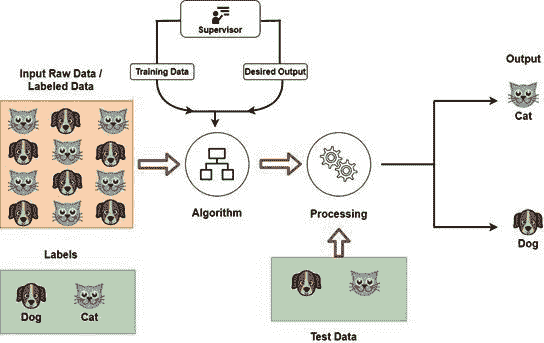 Supervisor
Training Data
Desired Output
Input Raw Data /
Labeled Data
Algorithm
Processing
Output
Cat
Dog
Labels
Dog
Cat
Test Data